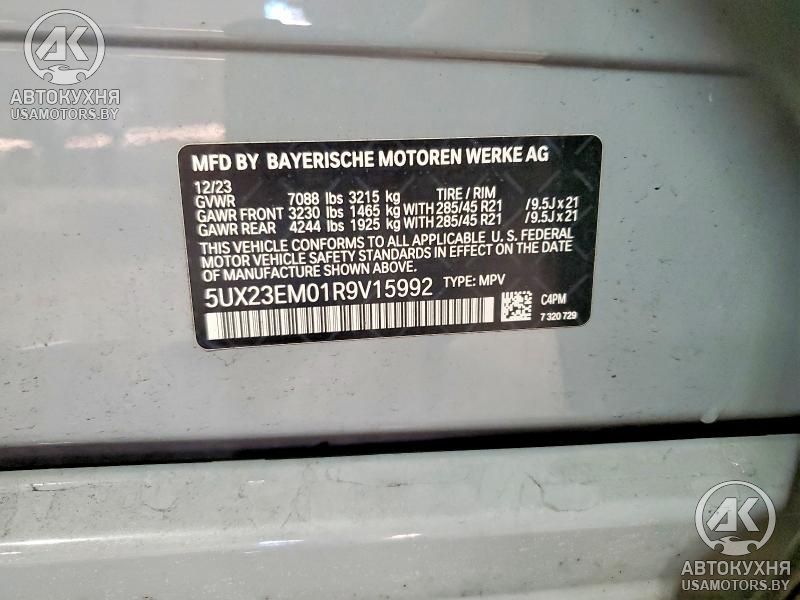 АК
АВТОКУХНЯ
USAMOTORS.BY
MFD BY BAYERISCHE MOTOREN WERKE AG
12/23
GVWR 7088 lbs 3215 kg TIRE / RIM
GAWR FRONT 3230 lbs 1465 kg WITH 285/45 R21 /9.5J x 21
GAWR REAR 4244 lbs 1925 kg WITH 285/45 R21 /9.5J x 21
THIS VEHICLE CONFORMS TO ALL APPLICABLE U. S. FEDERAL
MOTOR VEHICLE SAFETY STANDARDS IN EFFECT ON THE DATE
OF MANUFACTURE SHOWN ABOVE.
5UX23EM01R9V15992 TYPE: MPV
C4PM
7 320 729
АК
АВТОКУХНЯ
USAMOTORS.BY